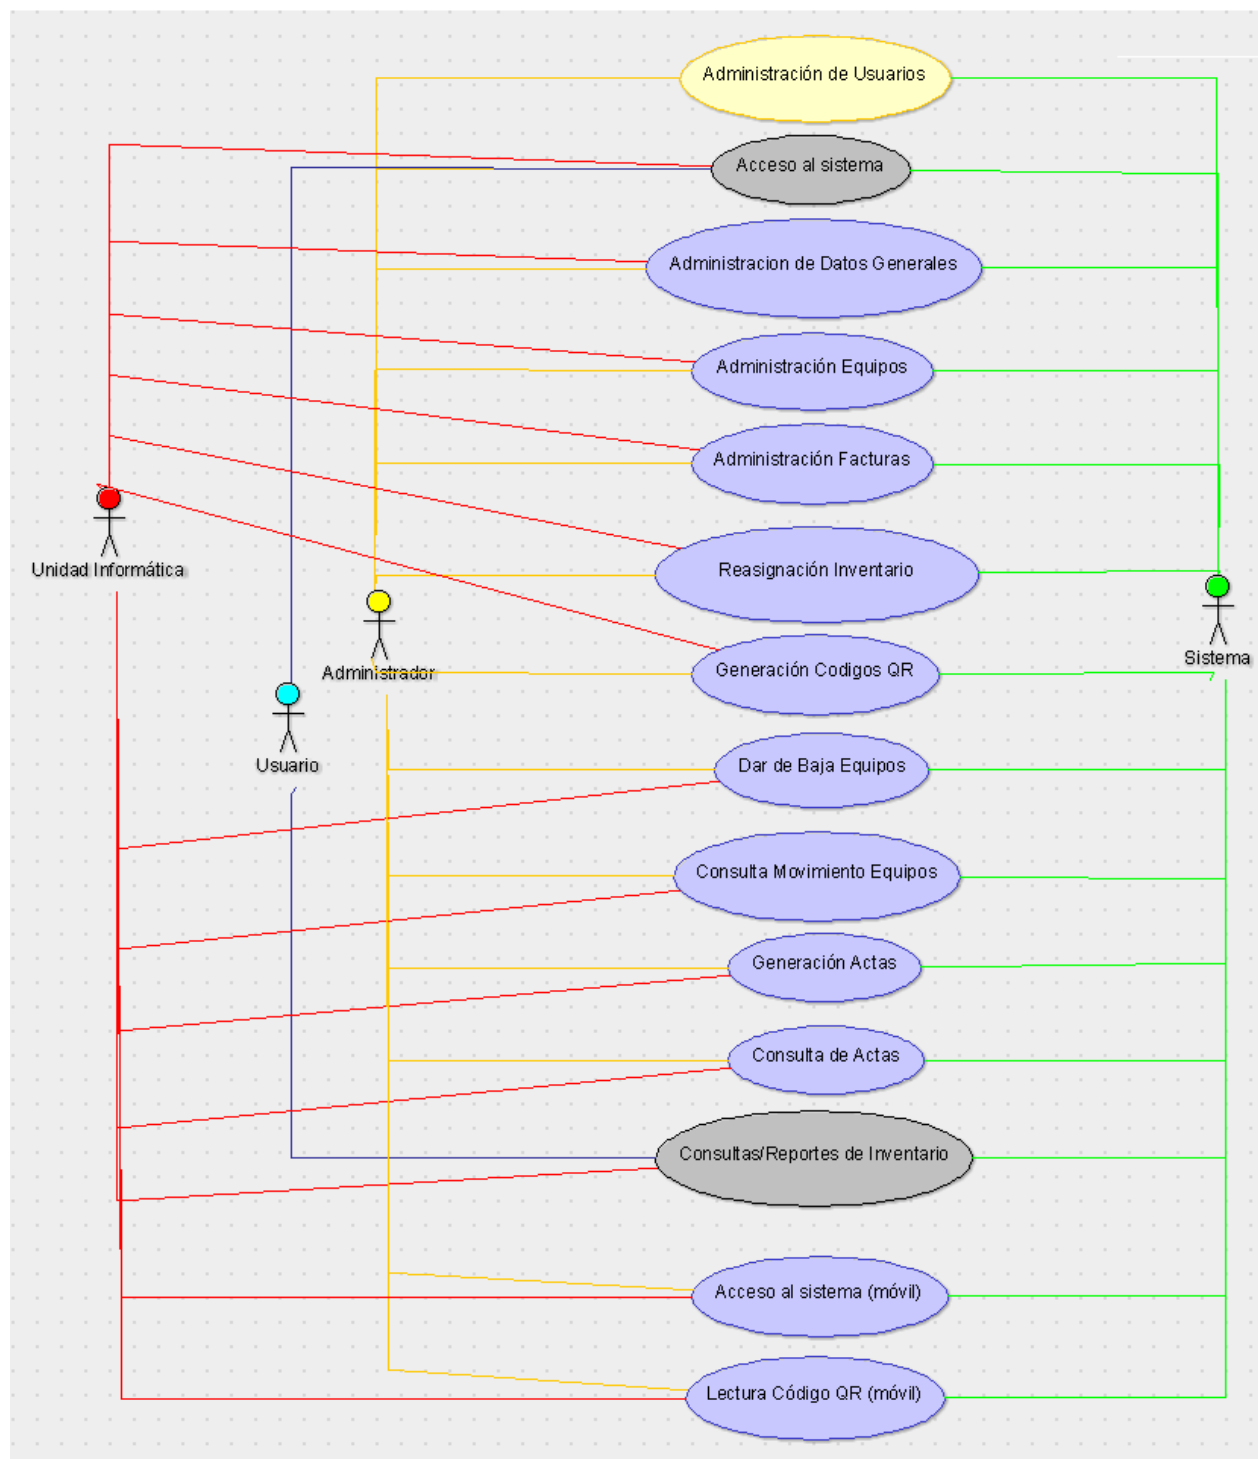 Administración de Usuarios
Acceso al sistema
Administracion de Datos Generales
Administración Equipos
Administración Facturas
Unidad Informática
Reasignación Inventario
Sistema
Administrador
Generación Codigos QR
Usuario
Dar de Baja Equipos
Consulta Movimiento Equipos
Generación Actas
Consulta de Actas
Consultas/Reportes de Inventario
Acceso al sistema (móvil)
Lectura Código QR (móvil)